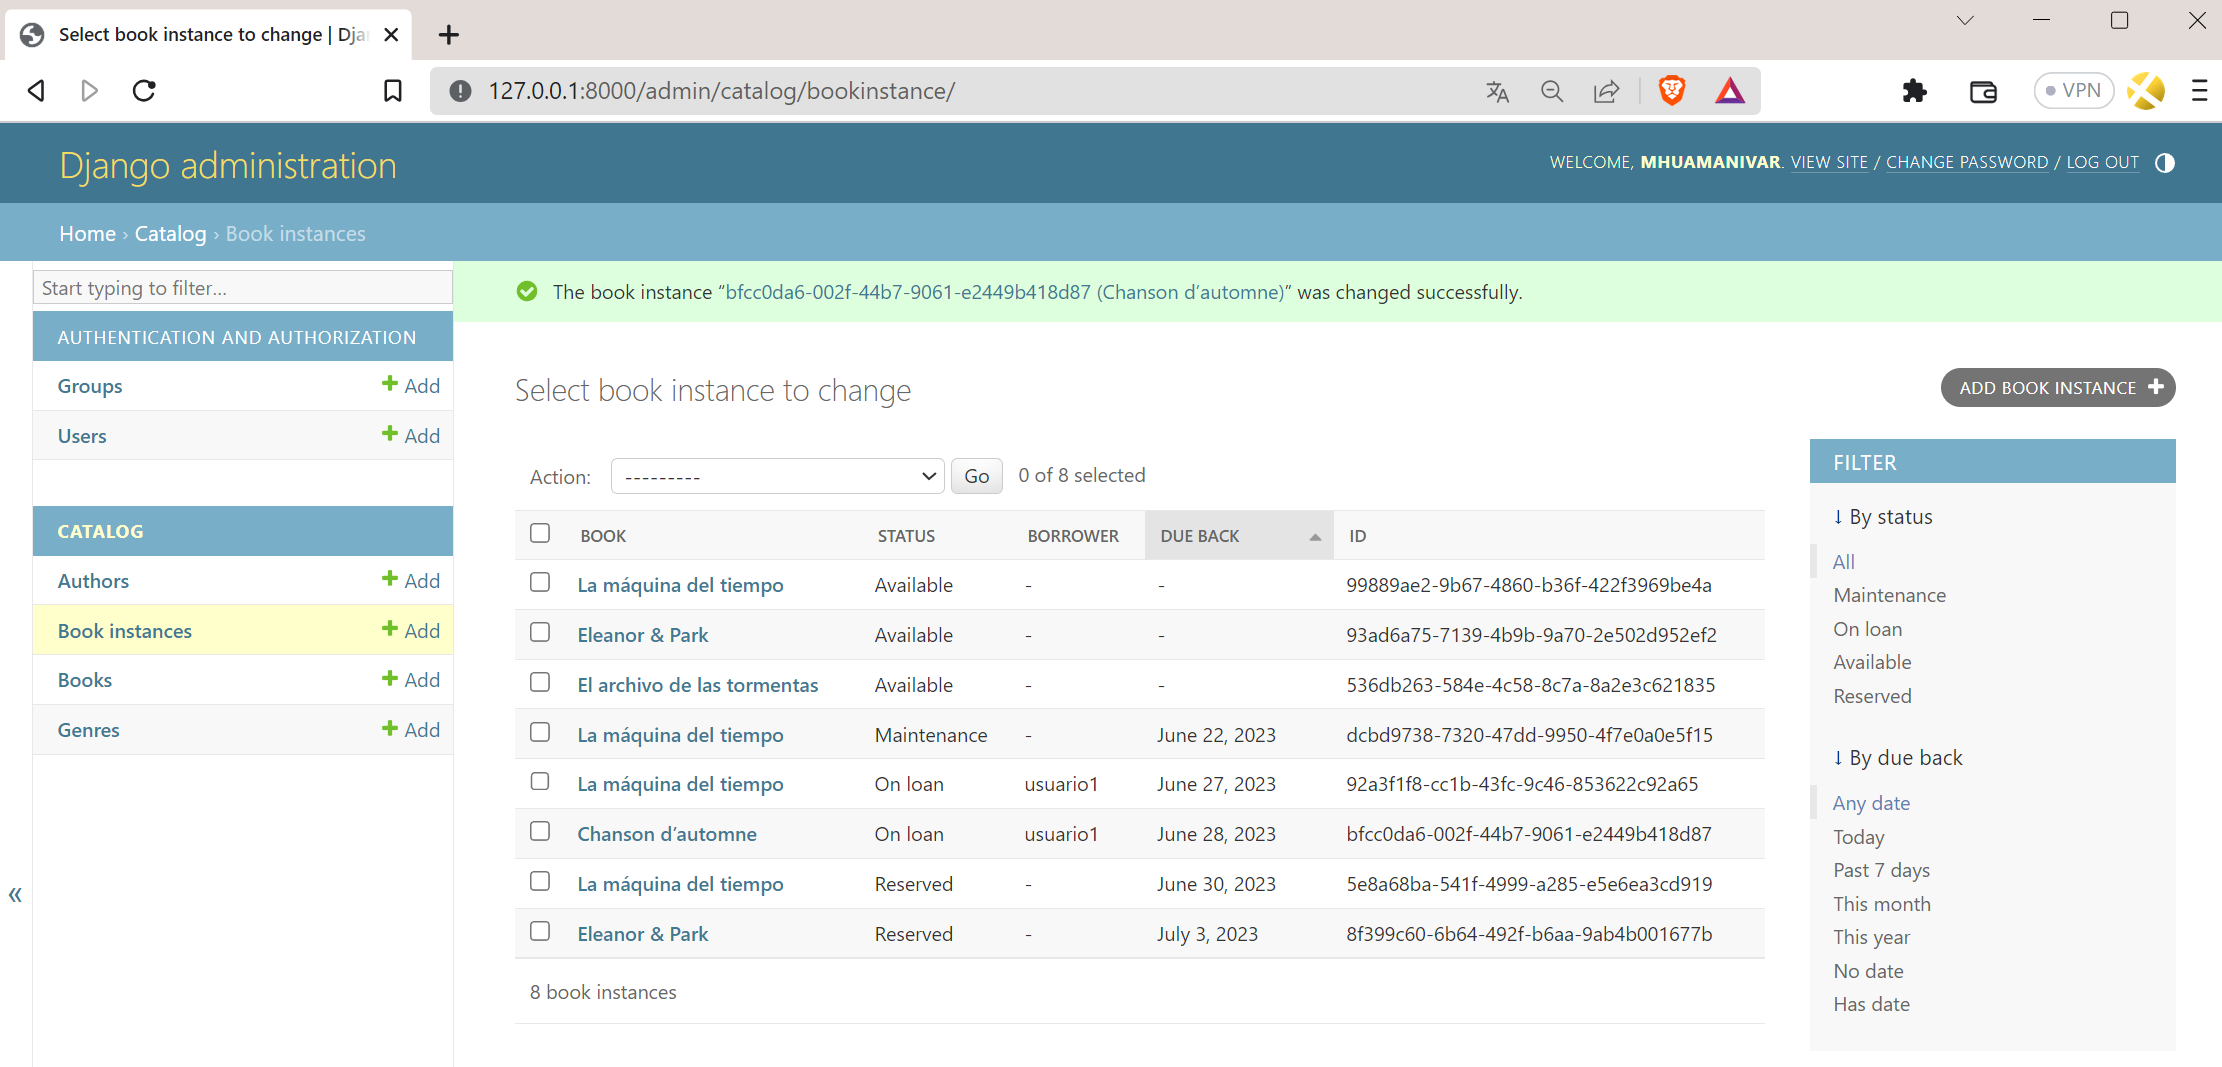 Select book instance to change | Dja
127.0.0.1:8000/admin/catalog/bookinstance/
VPN
Django administration
WELCOME, MHUAMANIVAR. VIEW SITE / CHANGE PASSWORD / LOG OUT
Home › Catalog › Book instances
Start typing to filter...
AUTHENTICATION AND AUTHORIZATION
Groups + Add
Users + Add
CATALOG
Authors + Add
Book instances + Add
Books + Add
Genres + Add
«
The book instance “bfcc0da6-002f-44b7-9061-e2449b418d87 (Chanson d’automne)” was changed successfully.
Select book instance to change
ADD BOOK INSTANCE +
Action: --------- Go 0 of 8 selected
BOOK STATUS BORROWER DUE BACK ID
La máquina del tiempo Available - - 99889ae2-9b67-4860-b36f-422f3969be4a
Eleanor & Park Available - - 93ad6a75-7139-4b9b-9a70-2e502d952ef2
El archivo de las tormentas Available - - 536db263-584e-4c58-8c7a-8a2e3c621835
La máquina del tiempo Maintenance - June 22, 2023 dcbd9738-7320-47dd-9950-4f7e0a0e5f15
La máquina del tiempo On loan usuario1 June 27, 2023 92a3f1f8-cc1b-43fc-9c46-853622c92a65
Chanson d’automne On loan usuario1 June 28, 2023 bfcc0da6-002f-44b7-9061-e2449b418d87
La máquina del tiempo Reserved - June 30, 2023 5e8a68ba-541f-4999-a285-e5e6ea3cd919
Eleanor & Park Reserved - July 3, 2023 8f399c60-6b64-492f-b6aa-9ab4b001677b
8 book instances
FILTER
↓ By status
All
Maintenance
On loan
Available
Reserved
↓ By due back
Any date
Today
Past 7 days
This month
This year
No date
Has date